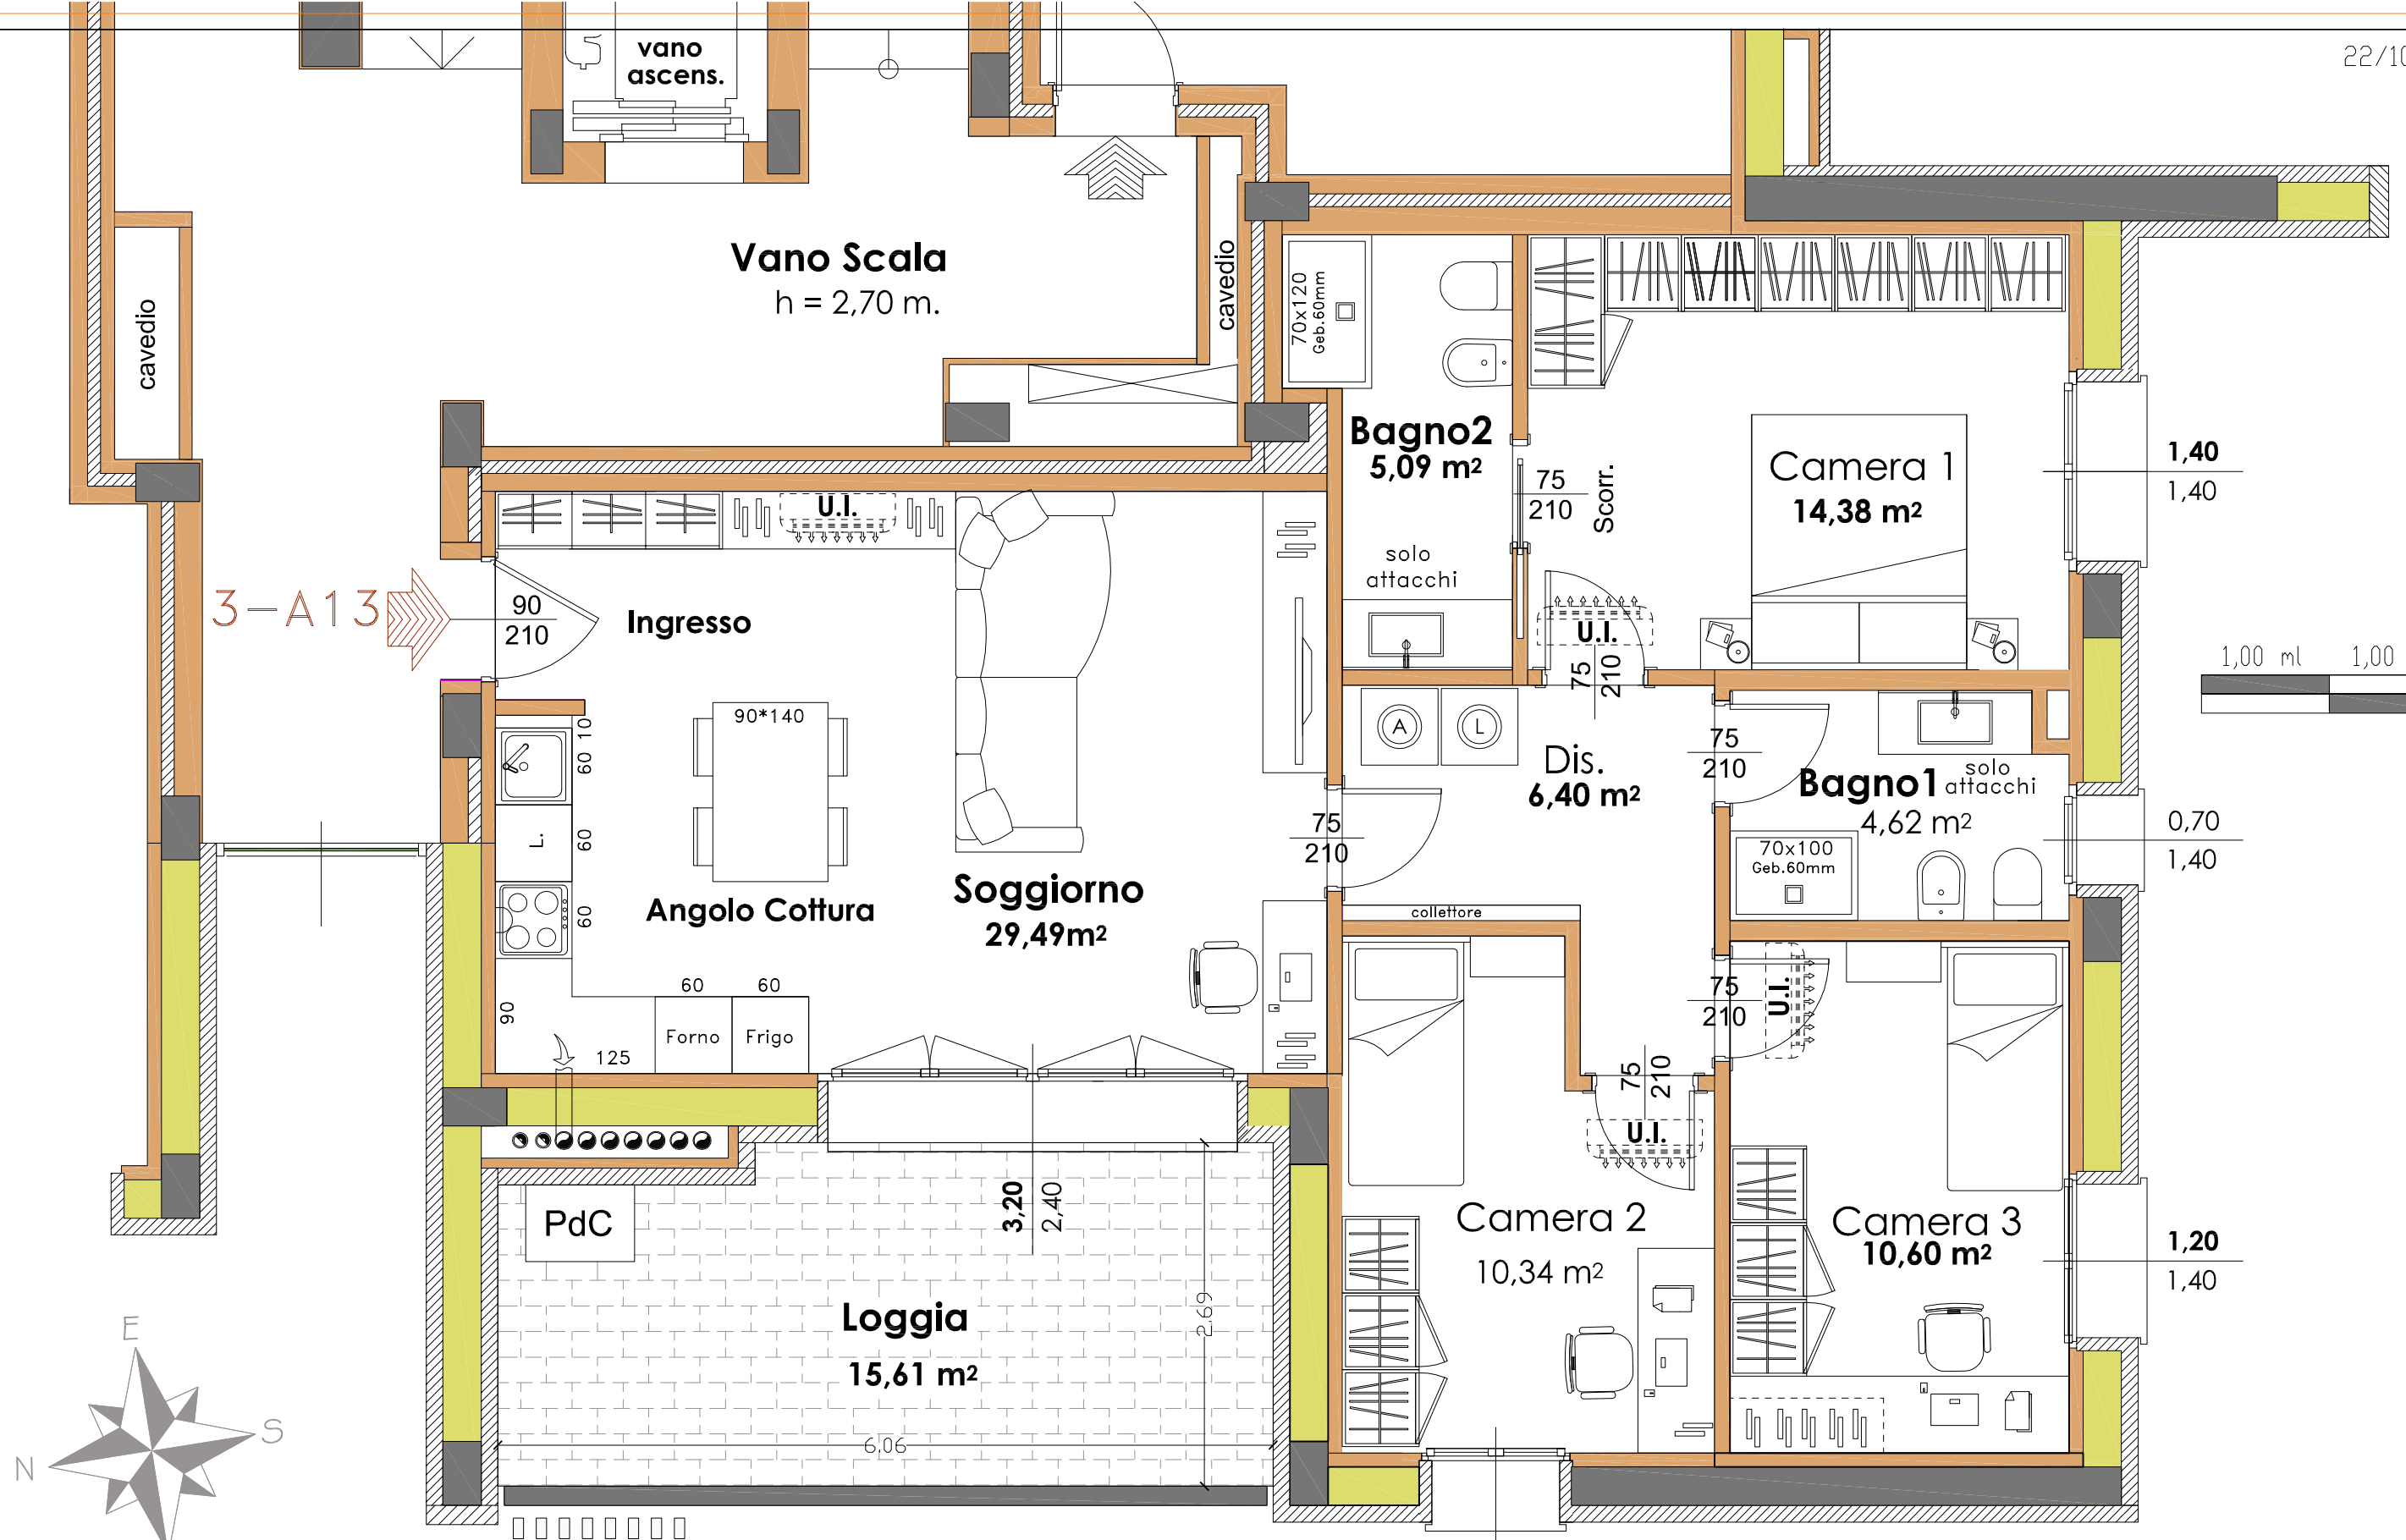 vano
ascens.
22/10
Vano Scala
h = 2,70 m.
cavedio
cavedio
70x120
Geb.60mm
Bagno2
5,09 m²
75
210
Scorr.
Camera 1
14,38 m²
1,40
1,40
solo
attacchi
U.I.
3-A13
90
210
Ingresso
U.I.
75
210
1,00 ml
1,00
90*140
10
60
60
60
L.
A
L
Dis.
6,40 m²
75
210
Bagno1
solo
attacchi
4,62 m²
0,70
1,40
70x100
Geb.60mm
75
210
Angolo Cottura
Soggiorno
29,49m²
collettore
90
60
60
Forno
Frigo
125
75
210
U.I.
75
210
U.I.
PdC
3,20
2,40
Camera 2
10,34 m²
Camera 3
10,60 m²
1,20
1,40
Loggia
15,61 m²
2.69
6.06
E
S
N